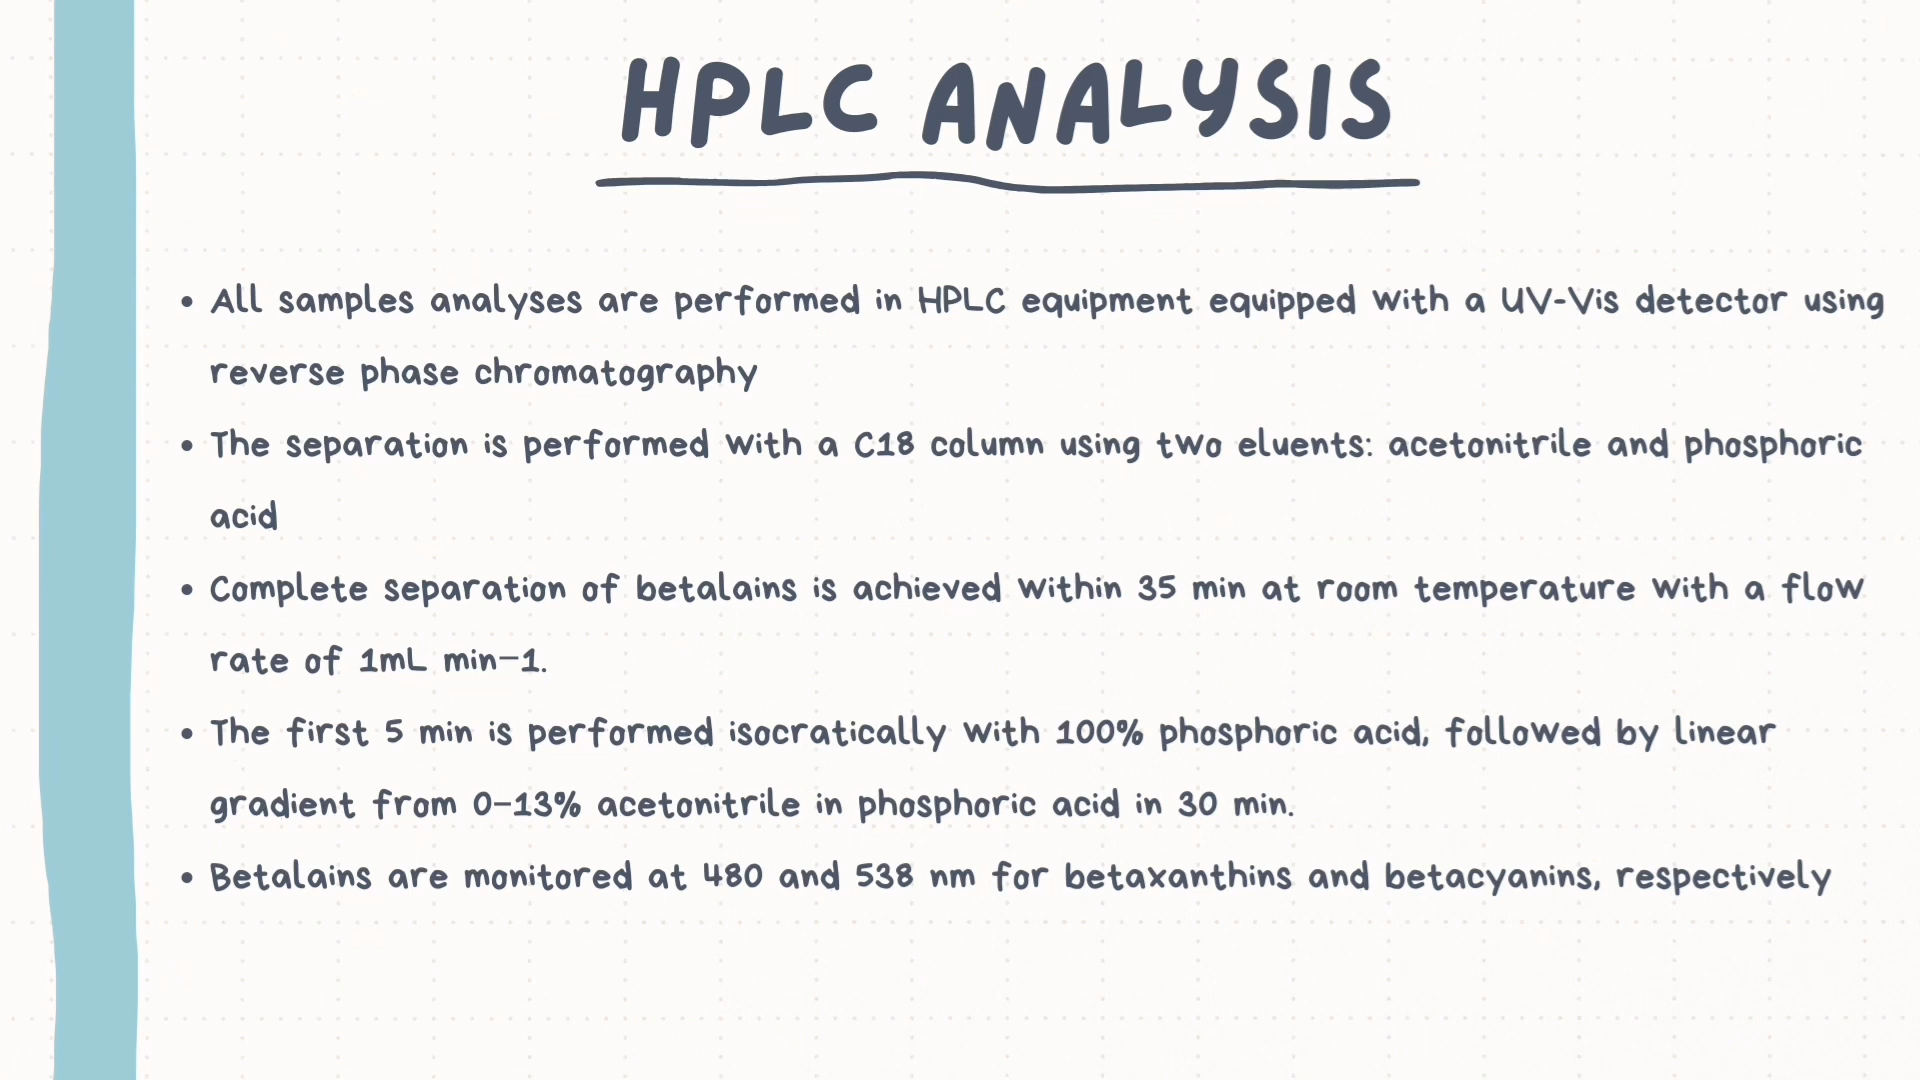 HPLC ANALYSIS
• All samples analyses are performed in HPLC equipment equipped with a UV-Vis detector using
reverse phase chromatography
• The separation is performed with a C18 column using two eluents: acetonitrile and phosphoric
acid
• Complete separation of betalains is achieved within 35 min at room temperature with a flow
rate of 1mL min−1.
• The first 5 min is performed isocratically with 100% phosphoric acid, followed by linear
gradient from 0–13% acetonitrile in phosphoric acid in 30 min.
• Betalains are monitored at 480 and 538 nm for betaxanthins and betacyanins, respectively